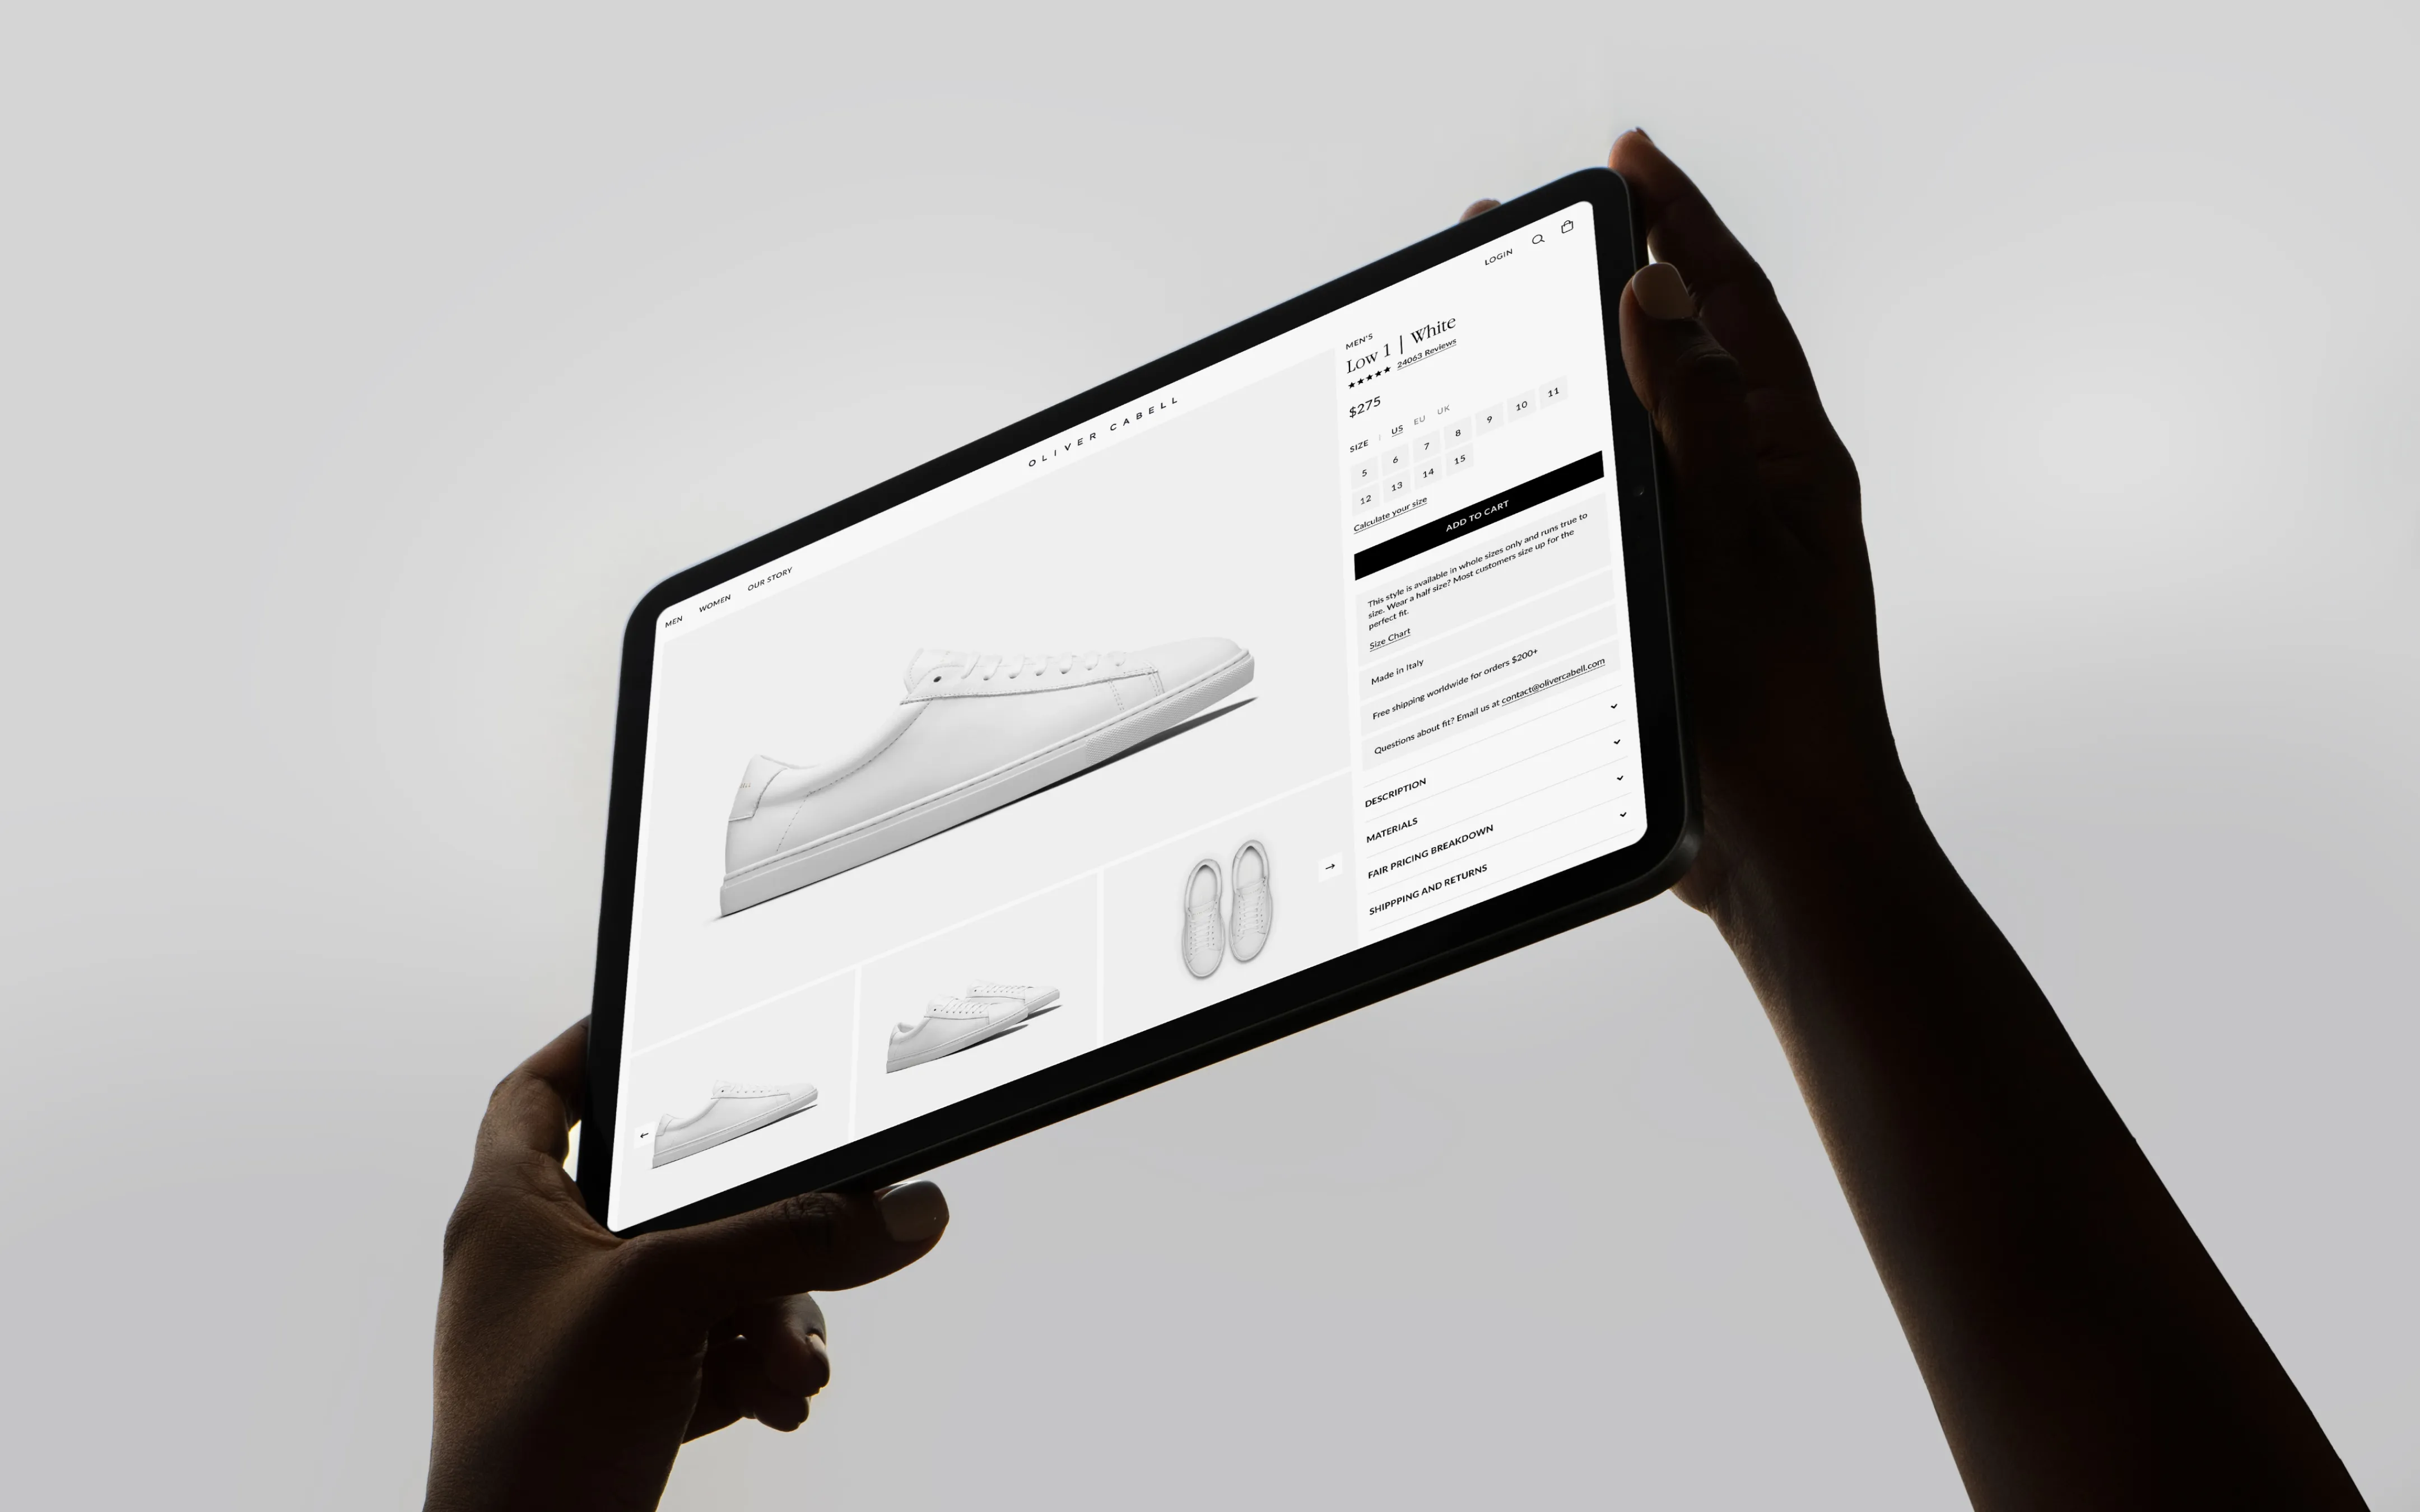 MEN WOMEN OUR STORY
OLIVER CABELL
LOGIN
MEN'S
Low 1 | White
★★★★★ 24063 Reviews
$275
SIZE | US EU UK
5 6 7 8 9 10 11
12 13 14 15
Calculate your size
ADD TO CART
This style is available in whole sizes only and runs true to
size. Wear a half size? Most customers size up for the
perfect fit.
Size Chart
Made in Italy
Free shipping worldwide for orders $200+
Questions about fit? Email us at contact@olivercabell.com
DESCRIPTION
MATERIALS
FAIR PRICING BREAKDOWN
SHIPPPING AND RETURNS